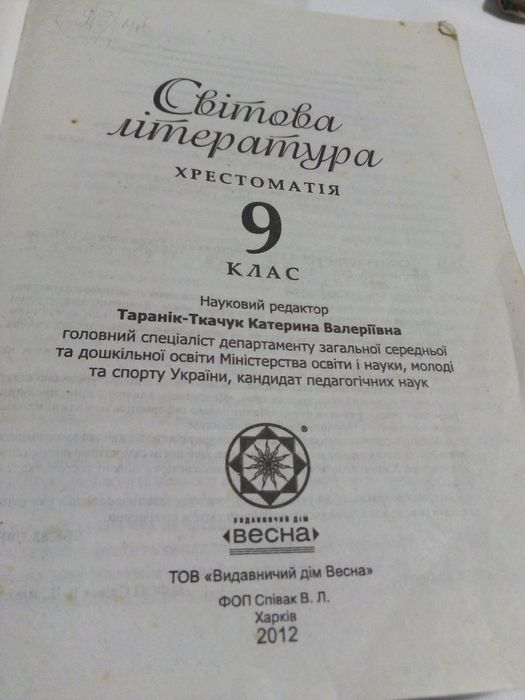 Світова
література
ХРЕСТОМАТІЯ
9
КЛАС
Науковий редактор
Таранік-Ткачук Катерина Валеріївна
головний спеціаліст департаменту загальної середньої
та дошкільної освіти Міністерства освіти і науки, молоді
та спорту України, кандидат педагогічних наук
®
ВИДАВНИЧИЙ ДІМ
«ВЕСНА»
ТОВ «Видавничий дім Весна»
ФОП Співак В. Л.
Харків
2012